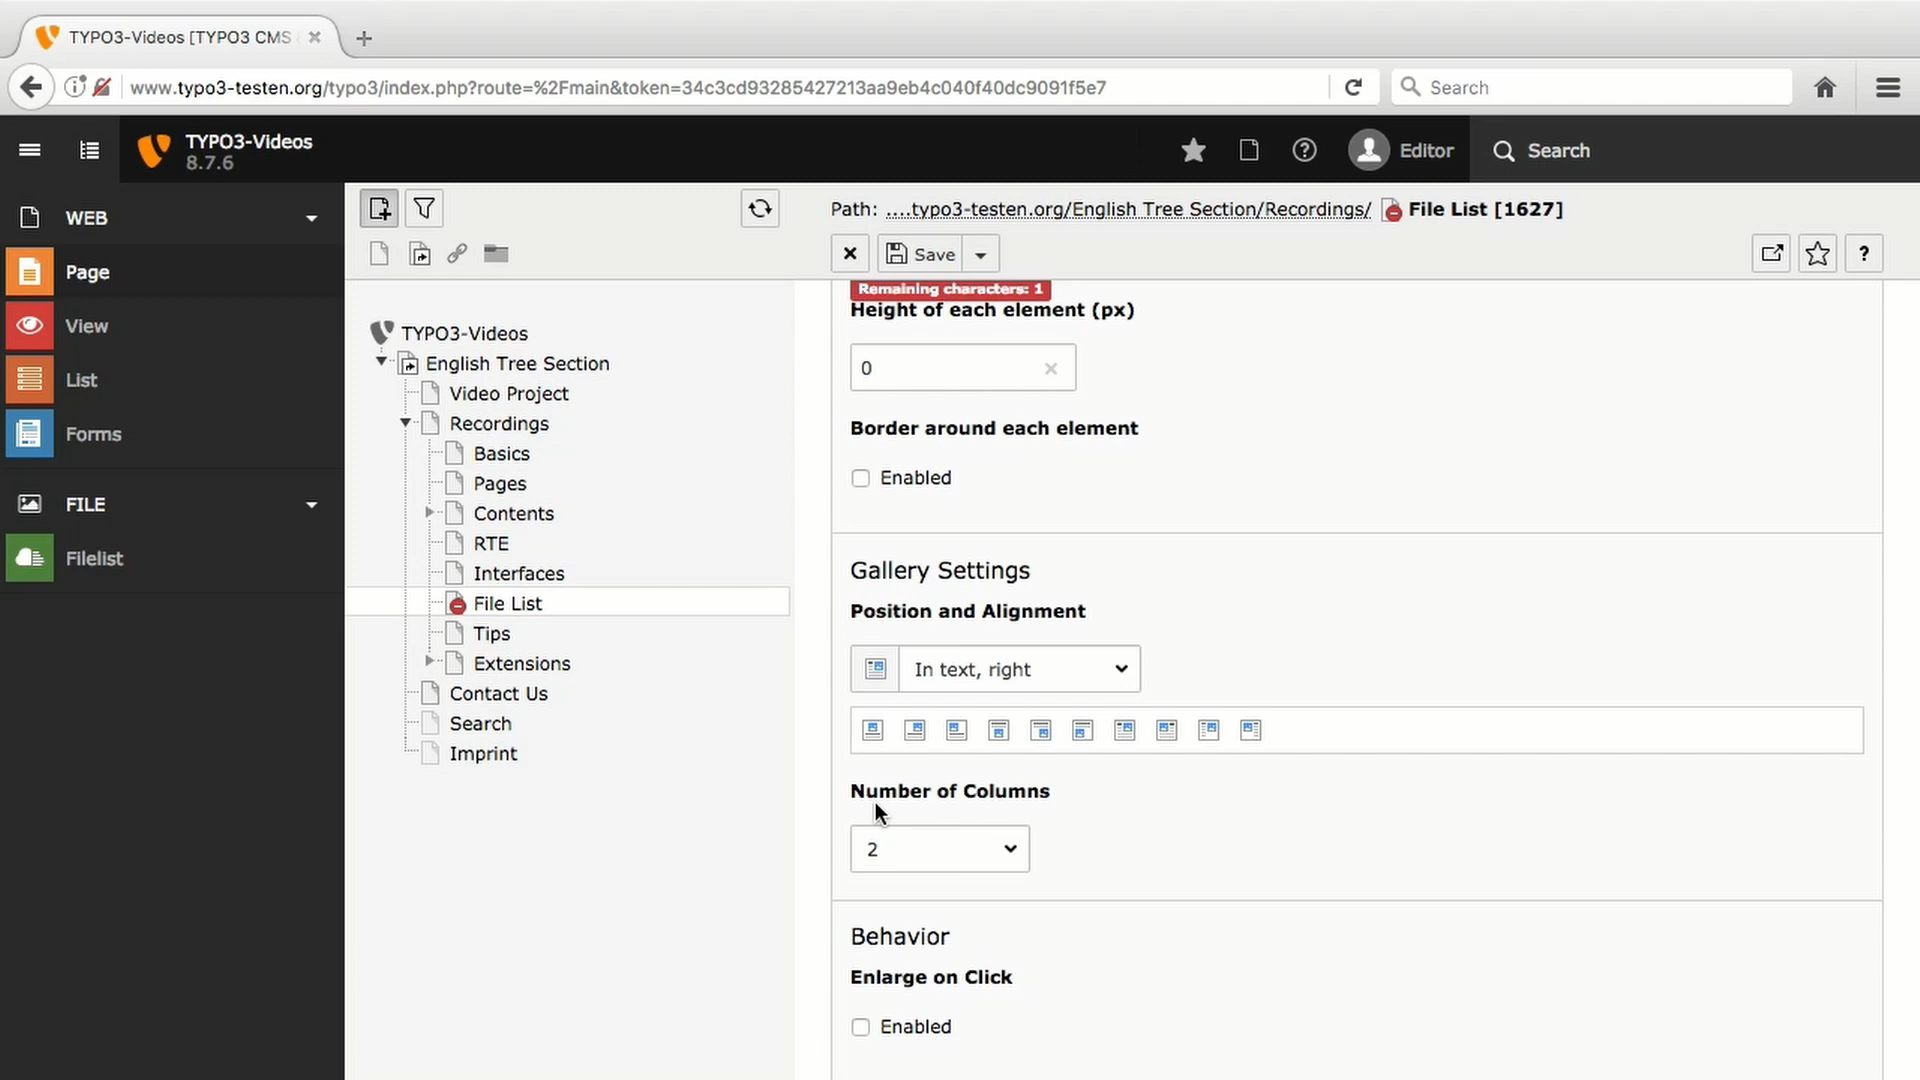 TYPO3-Videos [TYPO3 CMS
www.typo3-testen.org/typo3/index.php?route=%2Fmain&token=34c3cd93285427213aa9eb4c040f40dc9091f5e7
Search
TYPO3-Videos
8.7.6
Editor
Search
WEB
Page
View
List
Forms
FILE
Filelist
TYPO3-Videos
English Tree Section
Video Project
Recordings
Basics
Pages
Contents
RTE
Interfaces
File List
Tips
Extensions
Contact Us
Search
Imprint
Path: ....typo3-testen.org/English Tree Section/Recordings/ File List [1627]
Save
?
Remaining characters: 1
Height of each element (px)
0
Border around each element
Enabled
Gallery Settings
Position and Alignment
In text, right
Number of Columns
2
Behavior
Enlarge on Click
Enabled